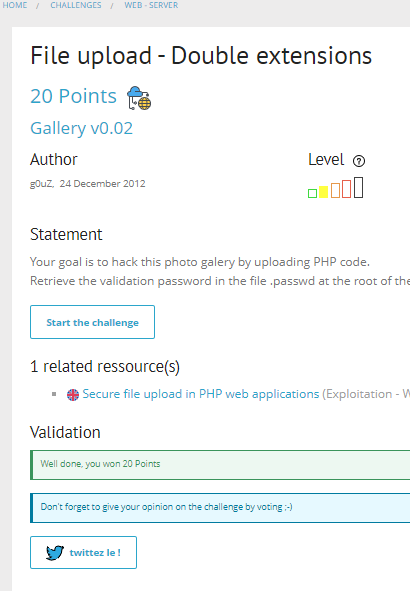 HOME / CHALLENGES / WEB - SERVER
File upload - Double extensions
20 Points
Gallery v0.02
Author
Level ?
g0uZ, 24 December 2012
Statement
Your goal is to hack this photo galery by uploading PHP code.
Retrieve the validation password in the file .passwd at the root of the
Start the challenge
1 related ressource(s)
Secure file upload in PHP web applications (Exploitation - W
Validation
Well done, you won 20 Points
Don't forget to give your opinion on the challenge by voting ;-)
twittez le !